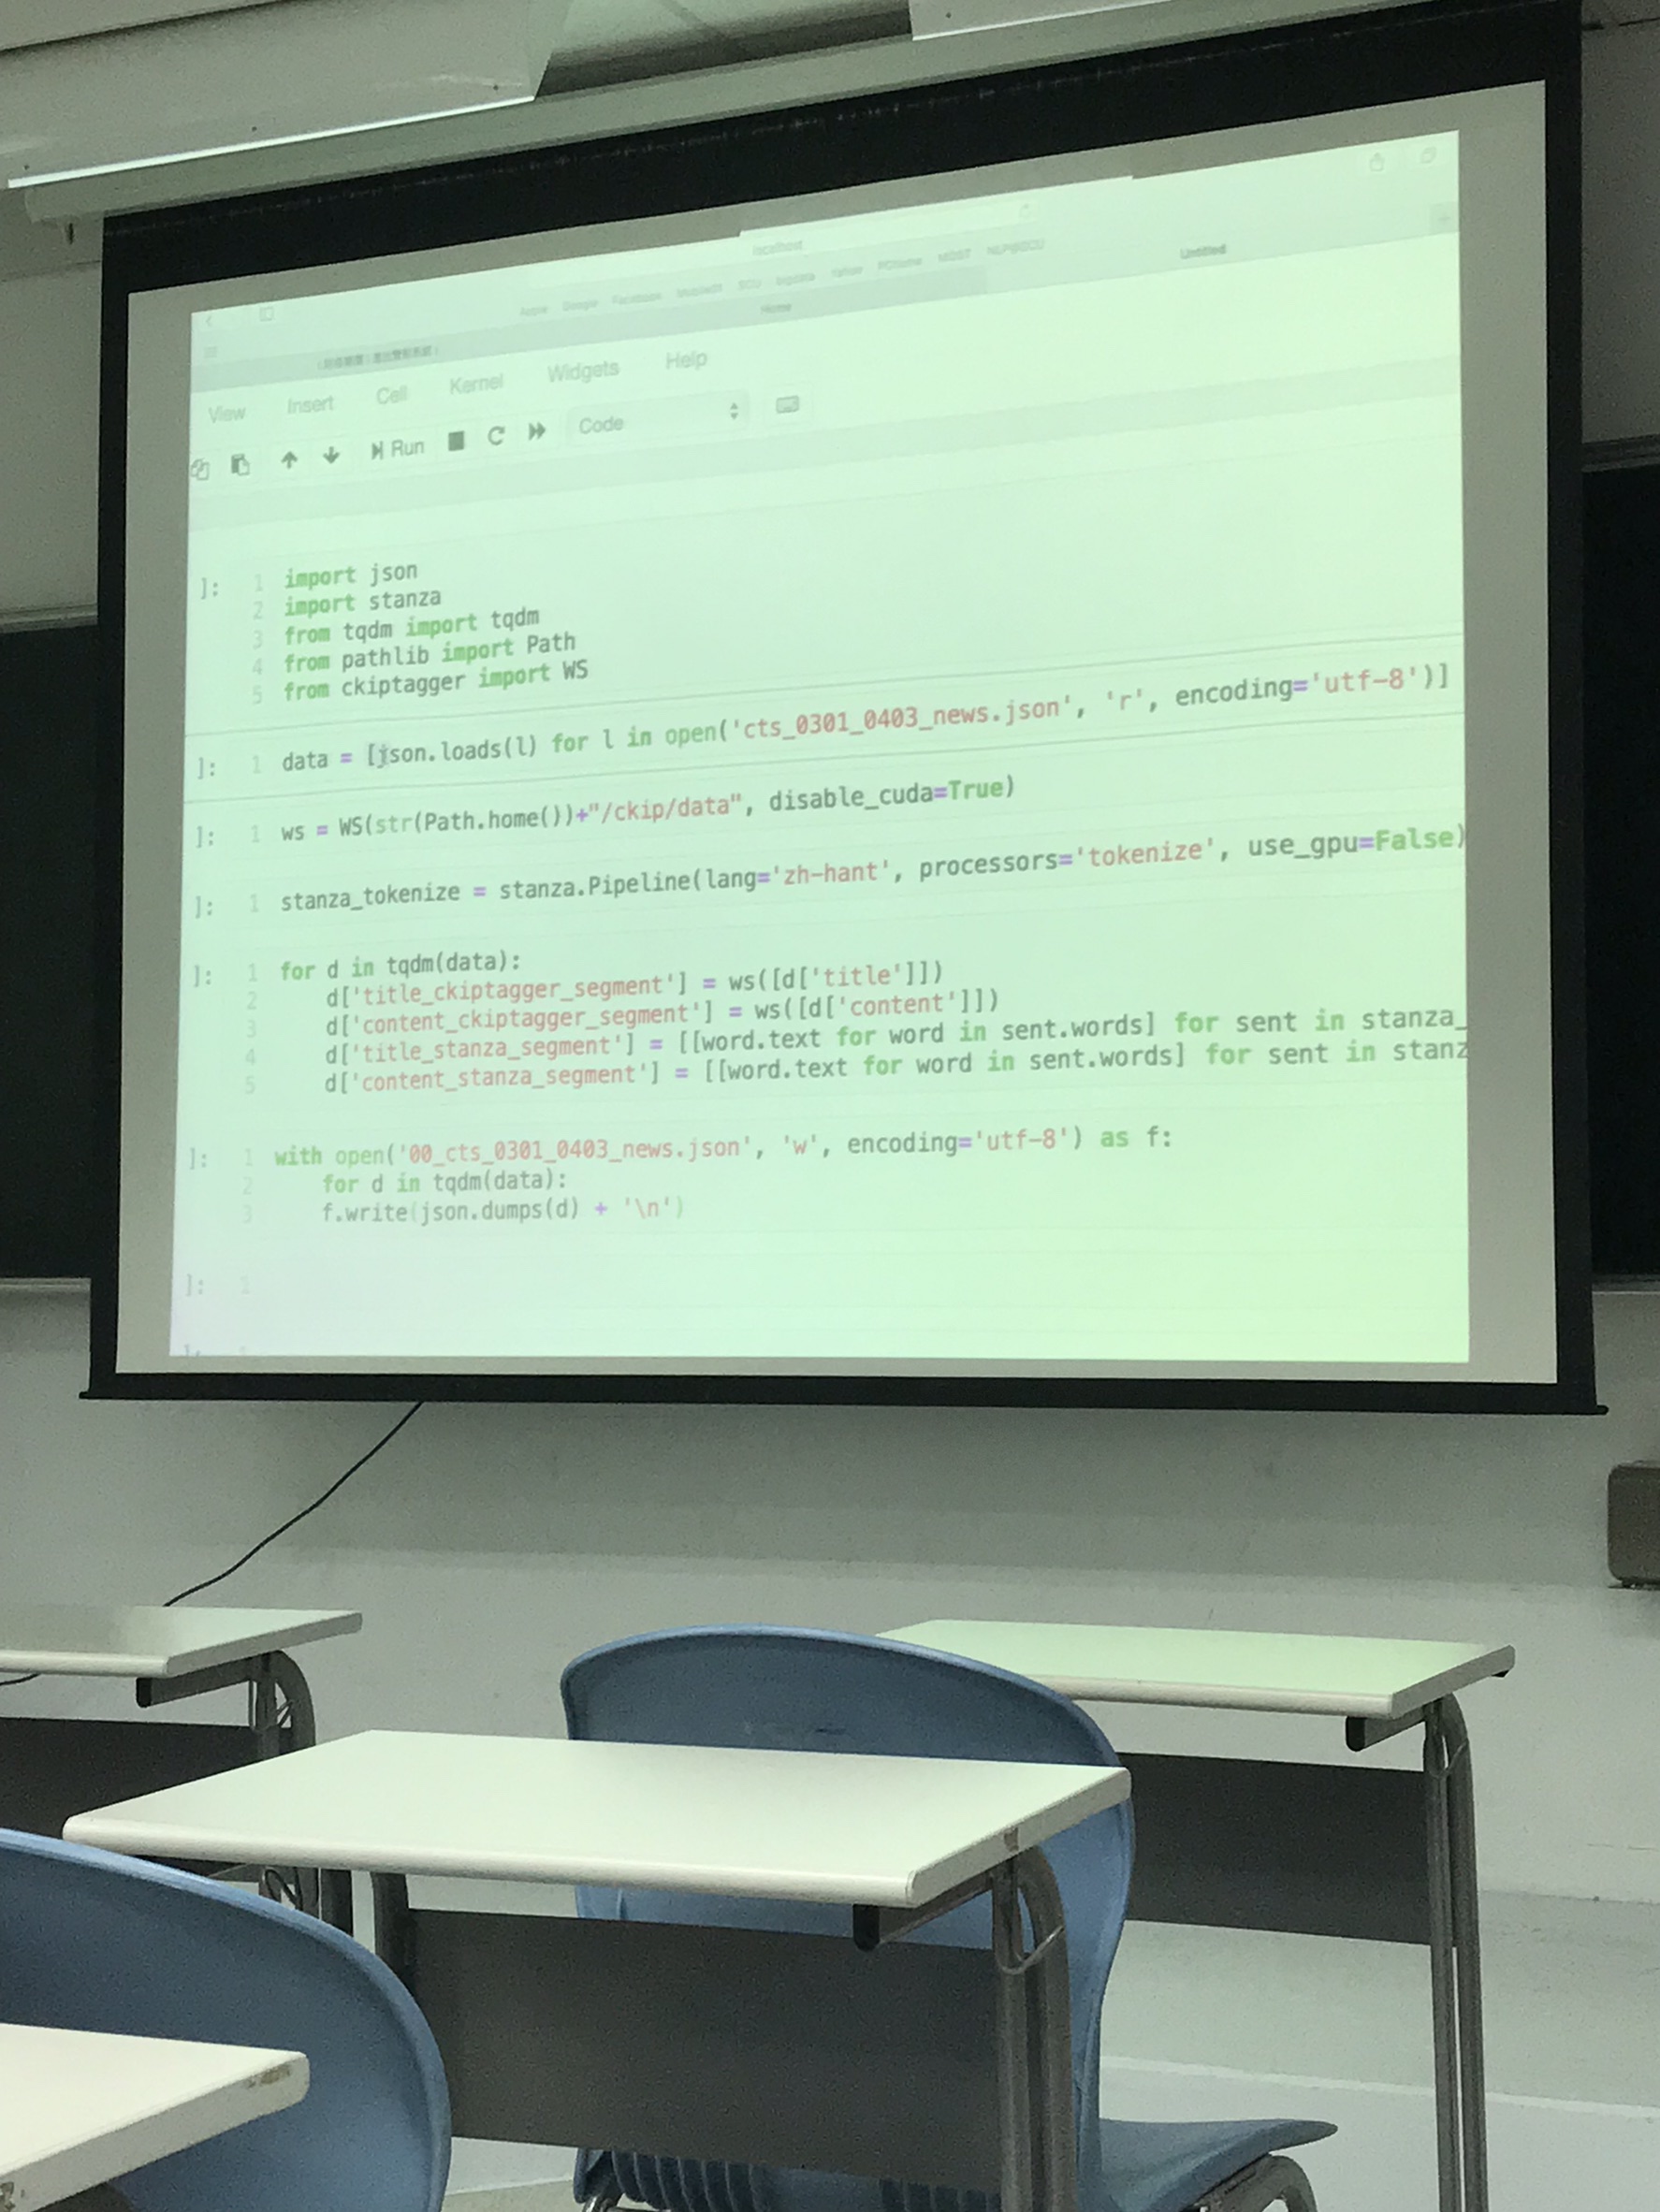 localhost
Apple Google Facebook SCU bigdata Yahoo PChome MOST
Home Untitled
View Insert Cell Kernel Widgets Help
Run Code
]: 1 import json
2 import stanza
3 from tqdm import tqdm
4 from pathlib import Path
5 from ckiptagger import WS
]: 1 data = [json.loads(l) for l in open('cts_0301_0403_news.json', 'r', encoding='utf-8')]
]: 1 ws = WS(str(Path.home())+"/ckip/data", disable_cuda=True)
]: 1 stanza_tokenize = stanza.Pipeline(lang='zh-hant', processors='tokenize', use_gpu=False)
]: 1 for d in tqdm(data):
2 d['title_ckiptagger_segment'] = ws([d['title']])
3 d['content_ckiptagger_segment'] = ws([d['content']])
4 d['title_stanza_segment'] = [[word.text for word in sent.words] for sent in stanza_
5 d['content_stanza_segment'] = [[word.text for word in sent.words] for sent in stanz
]: 1 with open('00_cts_0301_0403_news.json', 'w', encoding='utf-8') as f:
2 for d in tqdm(data):
3 f.write(json.dumps(d) + '\n')
]: 1